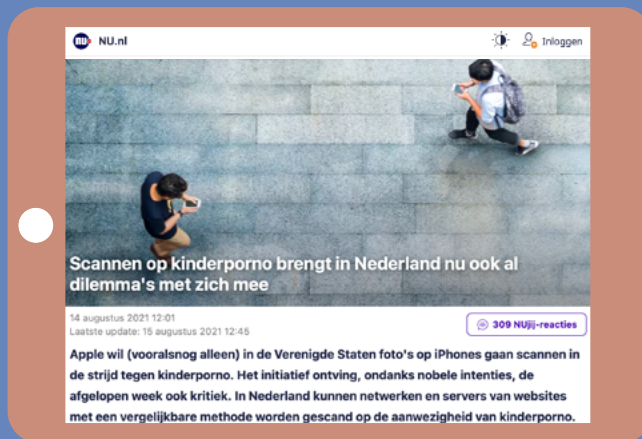 nu NU.nl Inloggen
Scannen op kinderporno brengt in Nederland nu ook al
dilemma's met zich mee
14 augustus 2021 12:01
Laatste update: 15 augustus 2021 12:45
309 NUjij-reacties
Apple wil (vooralsnog alleen) in de Verenigde Staten foto's op iPhones gaan scannen in
de strijd tegen kinderporno. Het initiatief ontving, ondanks nobele intenties, de
afgelopen week ook kritiek. In Nederland kunnen netwerken en servers van websites
met een vergelijkbare methode worden gescand op de aanwezigheid van kinderporno.